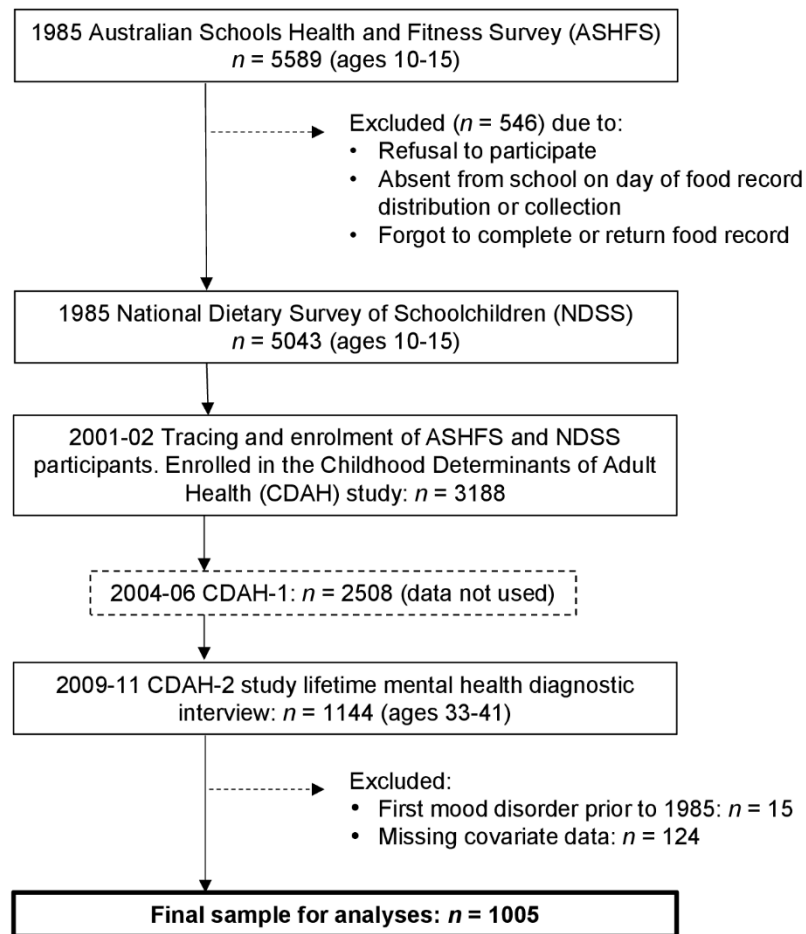 1985 Australian Schools Health and Fitness Survey (ASHFS)
n = 5589 (ages 10-15)
Excluded (n = 546) due to:
• Refusal to participate
• Absent from school on day of food record
distribution or collection
• Forgot to complete or return food record
1985 National Dietary Survey of Schoolchildren (NDSS)
n = 5043 (ages 10-15)
2001-02 Tracing and enrolment of ASHFS and NDSS
participants. Enrolled in the Childhood Determinants of Adult
Health (CDAH) study: n = 3188
2004-06 CDAH-1: n = 2508 (data not used)
2009-11 CDAH-2 study lifetime mental health diagnostic
interview: n = 1144 (ages 33-41)
Excluded:
• First mood disorder prior to 1985: n = 15
• Missing covariate data: n = 124
Final sample for analyses: n = 1005